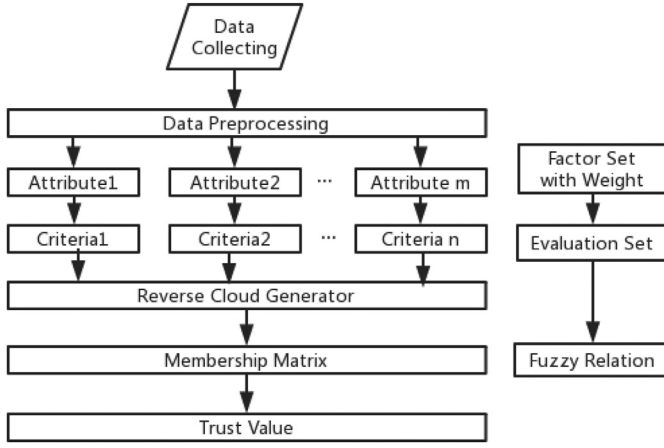 Data
Collecting
Data Preprocessing
Attribute1
Attribute2
...
Attribute m
Criteria1
Criteria2
...
Criteria n
Reverse Cloud Generator
Membership Matrix
Trust Value
Factor Set
with Weight
Evaluation Set
Fuzzy Relation